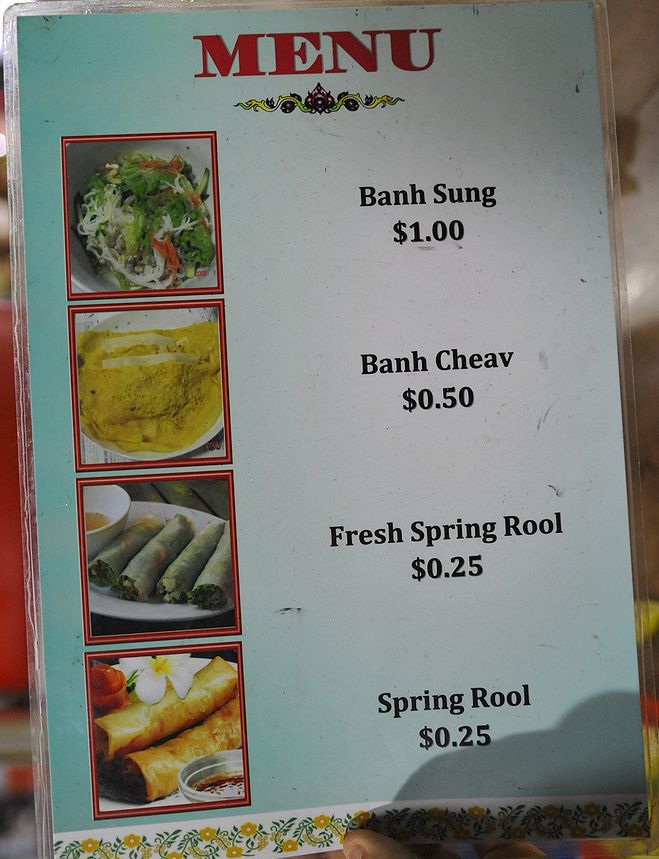 MENU
Banh Sung
$1.00
Banh Cheav
$0.50
Fresh Spring Rool
$0.25
Spring Rool
$0.25